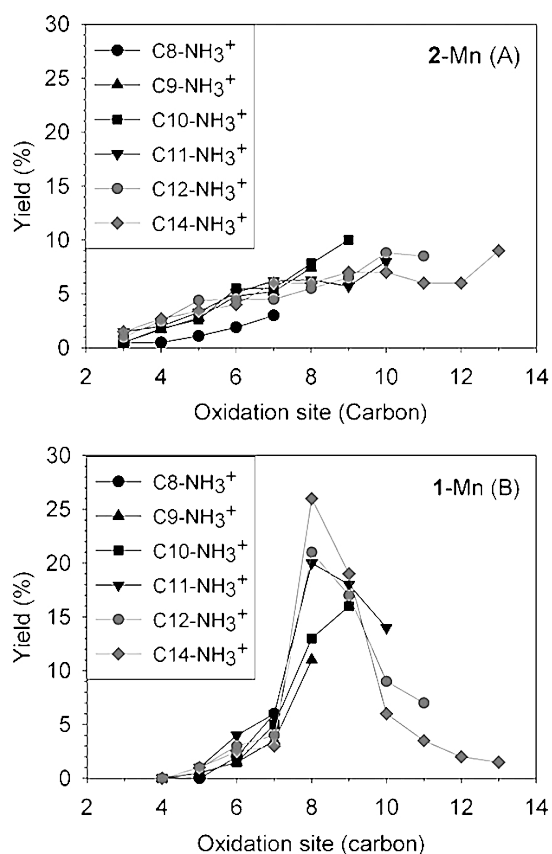 30
25
20
15
10
5
0
Yield (%)
C8-NH3+
C9-NH3+
C10-NH3+
C11-NH3+
C12-NH3+
C14-NH3+
2-Mn (A)
2 4 6 8 10 12 14
Oxidation site (Carbon)
30
25
20
15
10
5
0
Yield (%)
C8-NH3+
C9-NH3+
C10-NH3+
C11-NH3+
C12-NH3+
C14-NH3+
1-Mn (B)
2 4 6 8 10 12 14
Oxidation site (carbon)